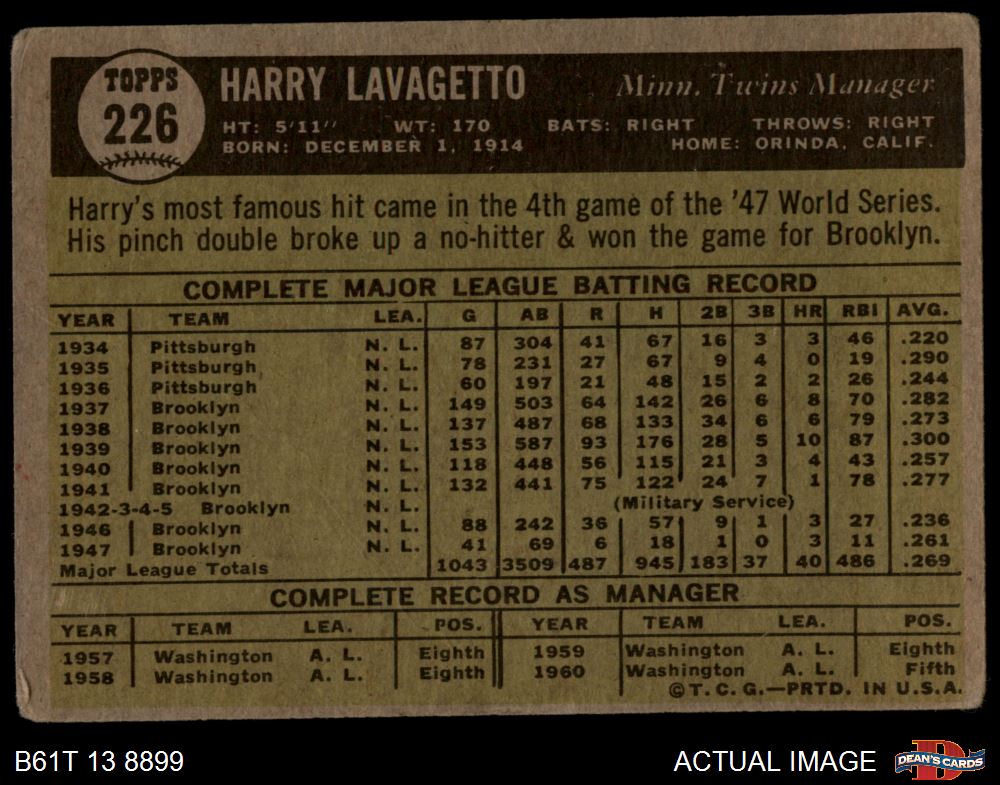 TOPPS
226
HARRY LAVAGETTO Minn. Twins Manager
HT: 5'11" WT: 170 BATS: RIGHT THROWS: RIGHT
BORN: DECEMBER 1, 1914 HOME: ORINDA, CALIF.
Harry's most famous hit came in the 4th game of the '47 World Series.
His pinch double broke up a no-hitter & won the game for Brooklyn.
COMPLETE MAJOR LEAGUE BATTING RECORD
YEAR TEAM LEA. G AB R H 2B 3B HR RBI AVG.
1934 Pittsburgh N. L. 87 304 41 67 16 3 3 46 .220
1935 Pittsburgh N. L. 78 231 27 67 9 4 0 19 .290
1936 Pittsburgh N. L. 60 197 21 48 15 2 2 26 .244
1937 Brooklyn N. L. 149 503 64 142 26 6 8 70 .282
1938 Brooklyn N. L. 137 487 68 133 34 6 6 79 .273
1939 Brooklyn N. L. 153 587 93 176 28 5 10 87 .300
1940 Brooklyn N. L. 118 448 56 115 21 3 4 43 .257
1941 Brooklyn N. L. 132 441 75 122 24 7 1 78 .277
1942-3-4-5 Brooklyn N. L. (Military Service)
1946 Brooklyn N. L. 88 242 36 57 9 1 3 27 .236
1947 Brooklyn N. L. 41 69 6 18 1 0 3 11 .261
Major League Totals 1043 3509 487 945 183 37 40 486 .269
COMPLETE RECORD AS MANAGER
YEAR TEAM LEA. POS. YEAR TEAM LEA. POS.
1957 Washington A. L. Eighth 1959 Washington A. L. Eighth
1958 Washington A. L. Eighth 1960 Washington A. L. Fifth
©T.C.G.—PRTD. IN U.S.A.
B61T 13 8899 ACTUAL IMAGE DEAN'S CARDS